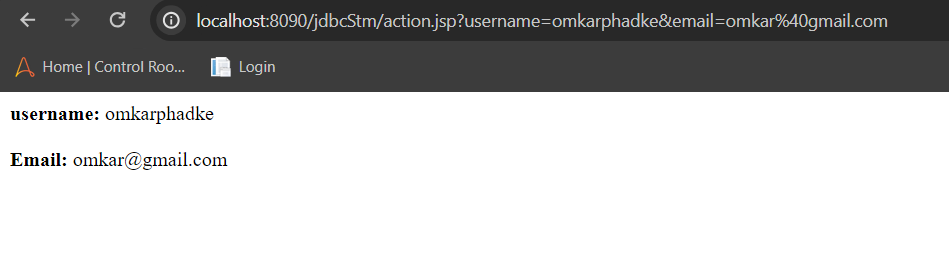 localhost:8090/jdbcStm/action.jsp?username=omkarphadke&email=omkar%40gmail.com
Home | Control Roo... Login
username: omkarphadke
Email: omkar@gmail.com